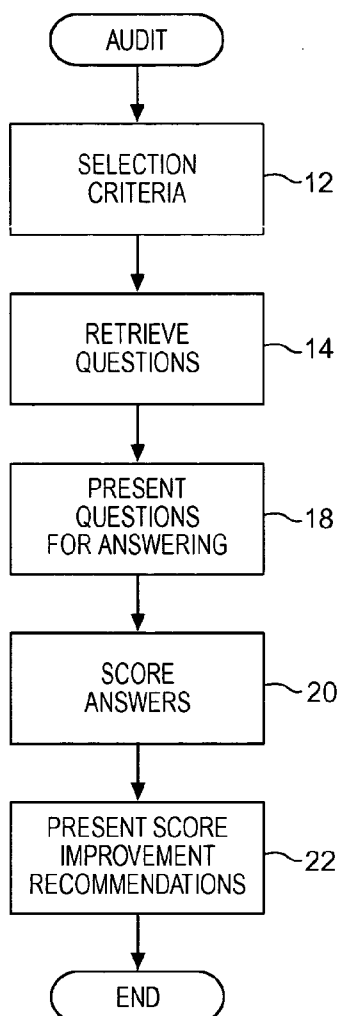 AUDIT
SELECTION
CRITERIA
12
RETRIEVE
QUESTIONS
14
PRESENT
QUESTIONS
FOR ANSWERING
18
SCORE
ANSWERS
20
PRESENT SCORE
IMPROVEMENT
RECOMMENDATIONS
22
END